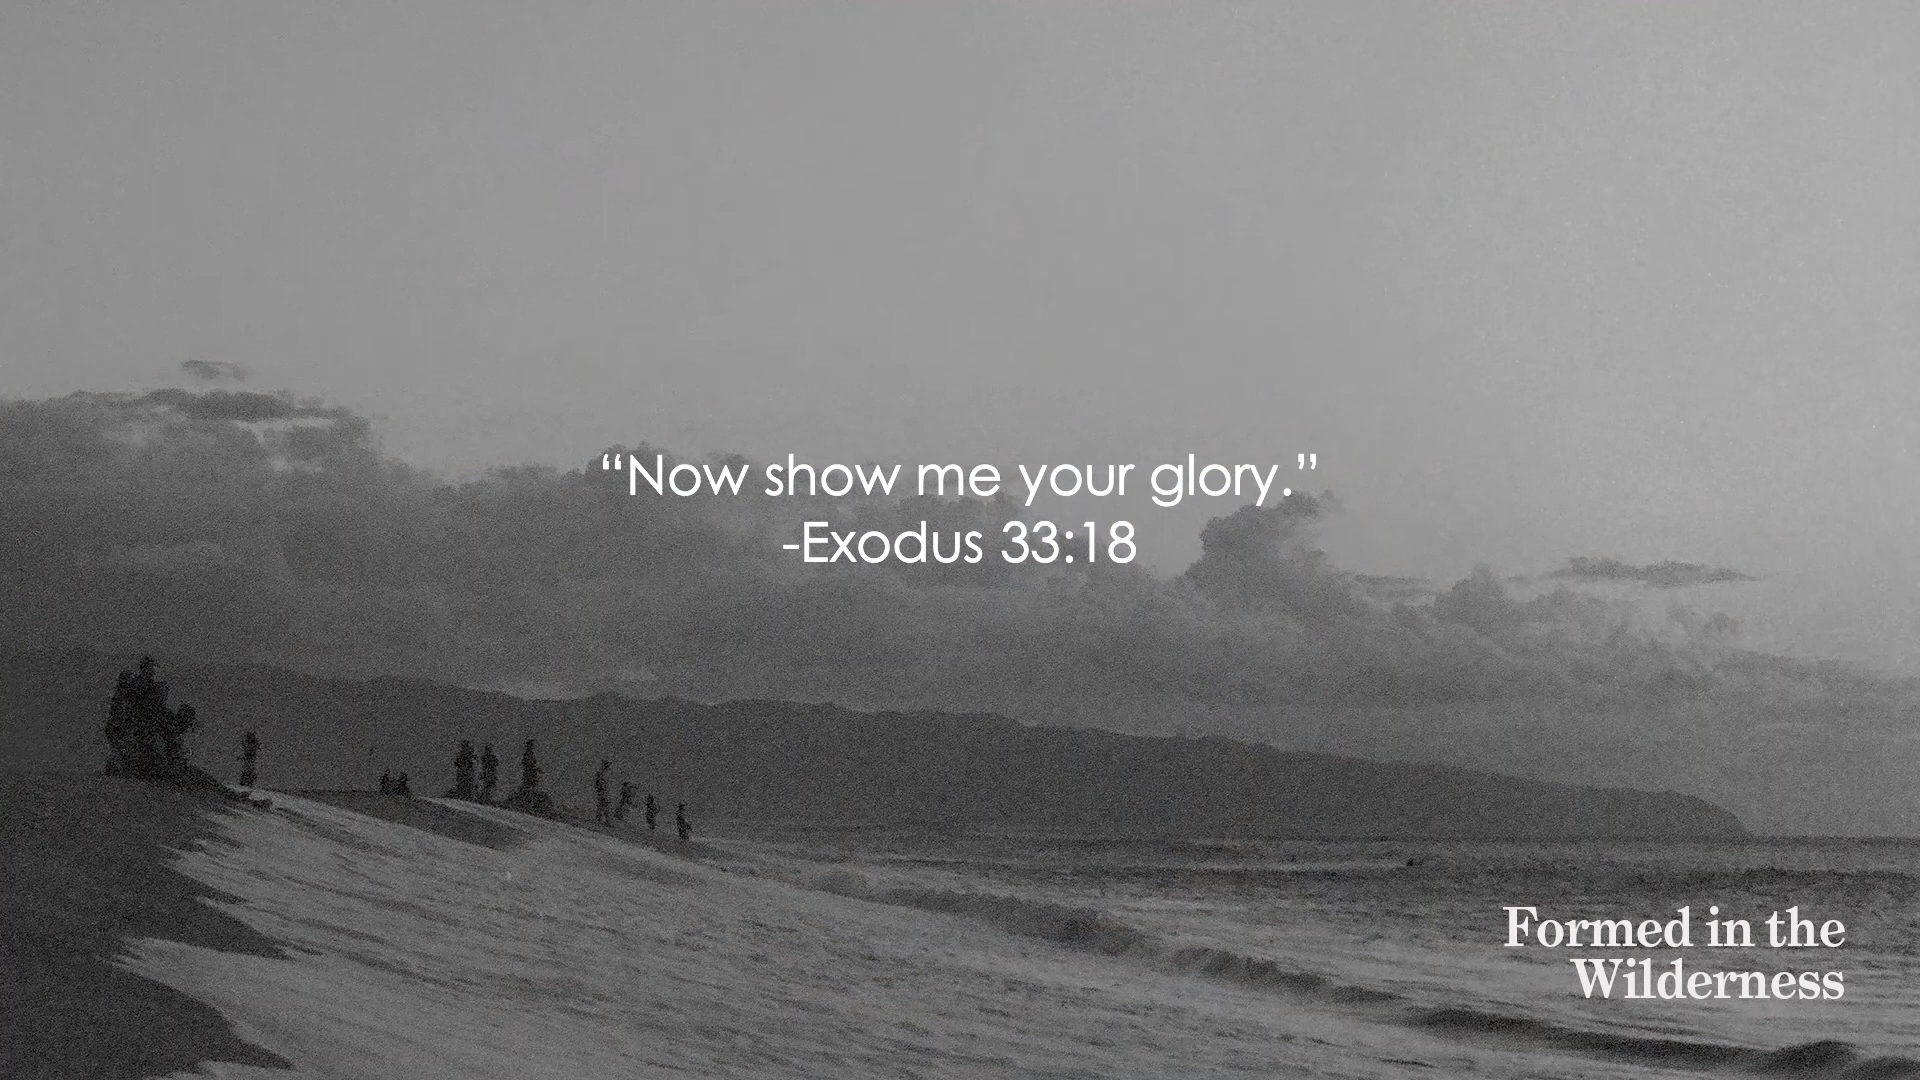 “Now show me your glory.”
-Exodus 33:18
Formed in the
Wilderness